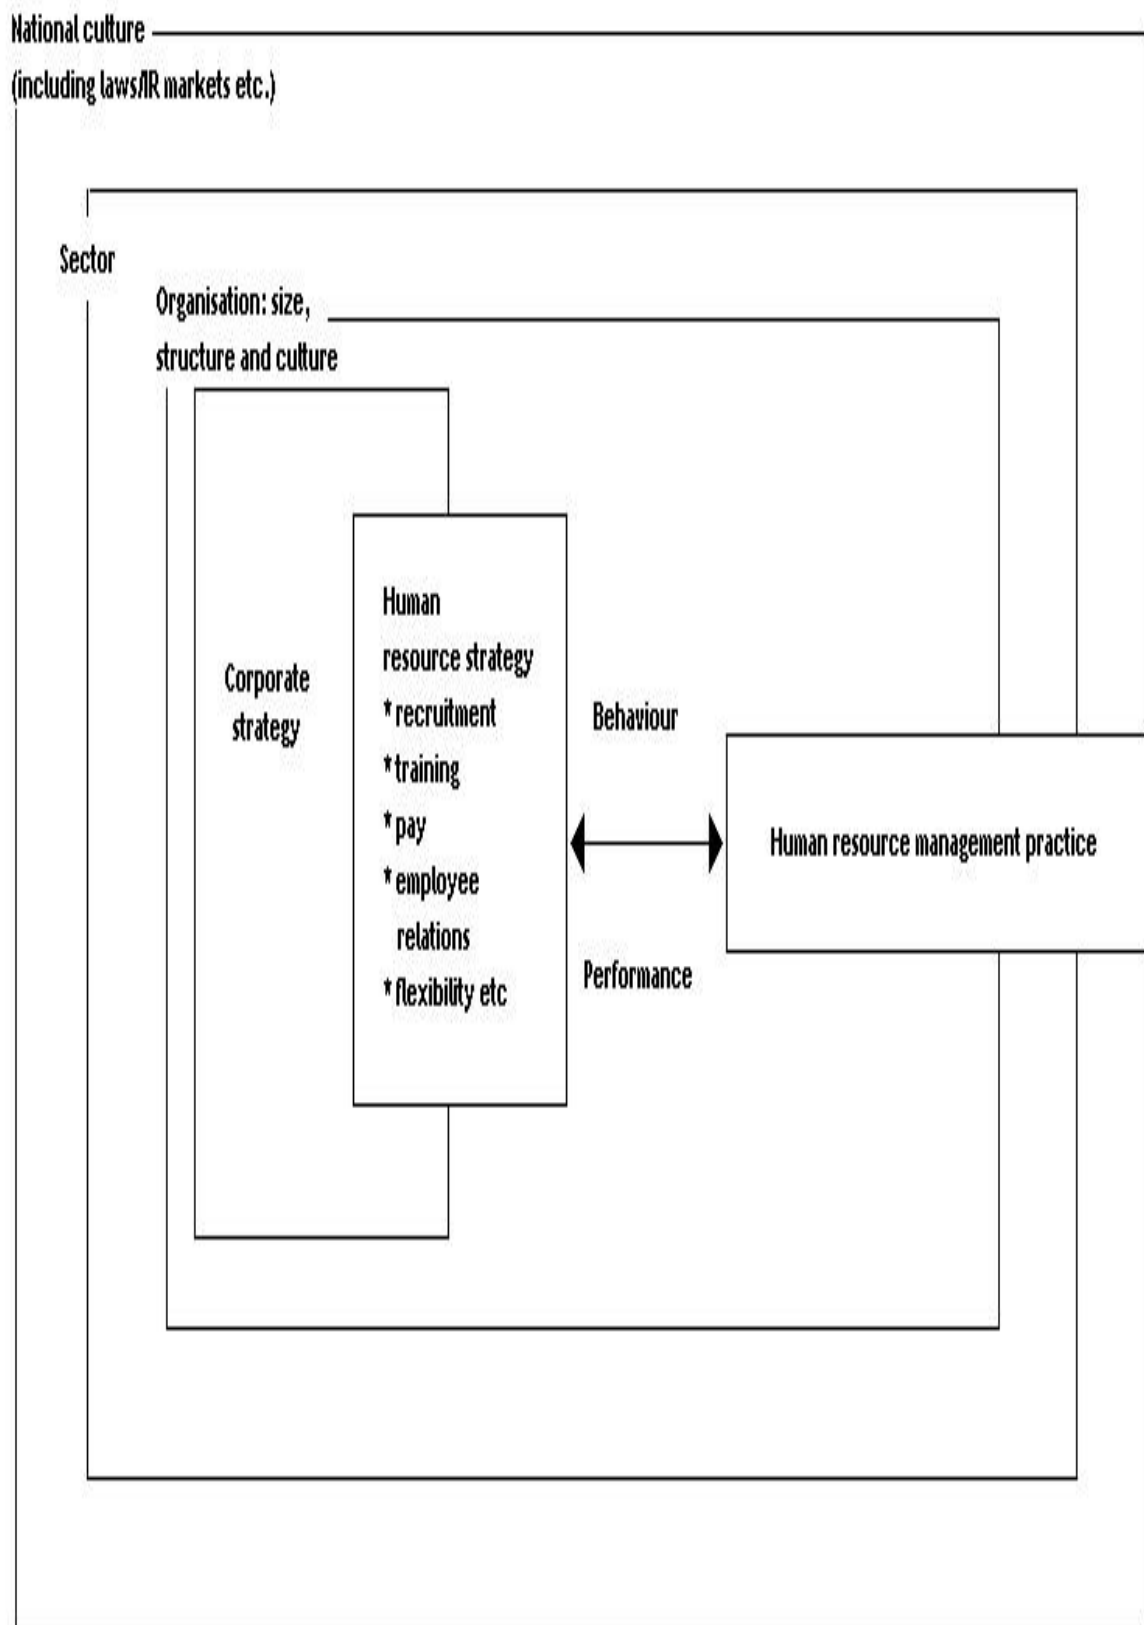 National culture
(including laws/IR markets etc.)
Sector
Organisation: size,
structure and culture
Corporate
strategy
Human
resource strategy
* recruitment
* training
* pay
* employee
relations
* flexibility etc
Behaviour
Performance
Human resource management practice